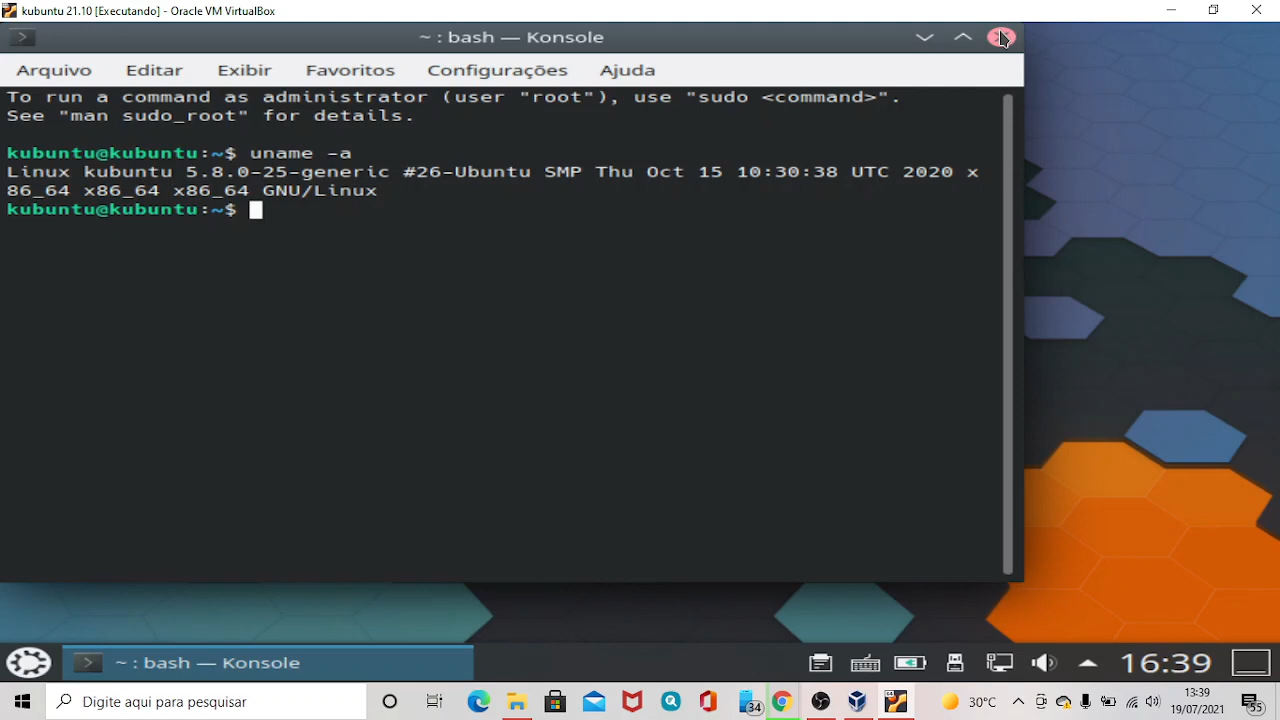 kubuntu 21.10 [Executando] - Oracle VM VirtualBox
~ : bash — Konsole
Arquivo Editar Exibir Favoritos Configurações Ajuda
To run a command as administrator (user "root"), use "sudo <command>".
See "man sudo_root" for details.
kubuntu@kubuntu:~$ uname -a
Linux kubuntu 5.8.0-25-generic #26-Ubuntu SMP Thu Oct 15 10:30:38 UTC 2020 x
86_64 x86_64 x86_64 GNU/Linux
kubuntu@kubuntu:~$
~ : bash — Konsole
16:39
Digite aqui para pesquisar
34
30°C
13:39
19/07/2021
55